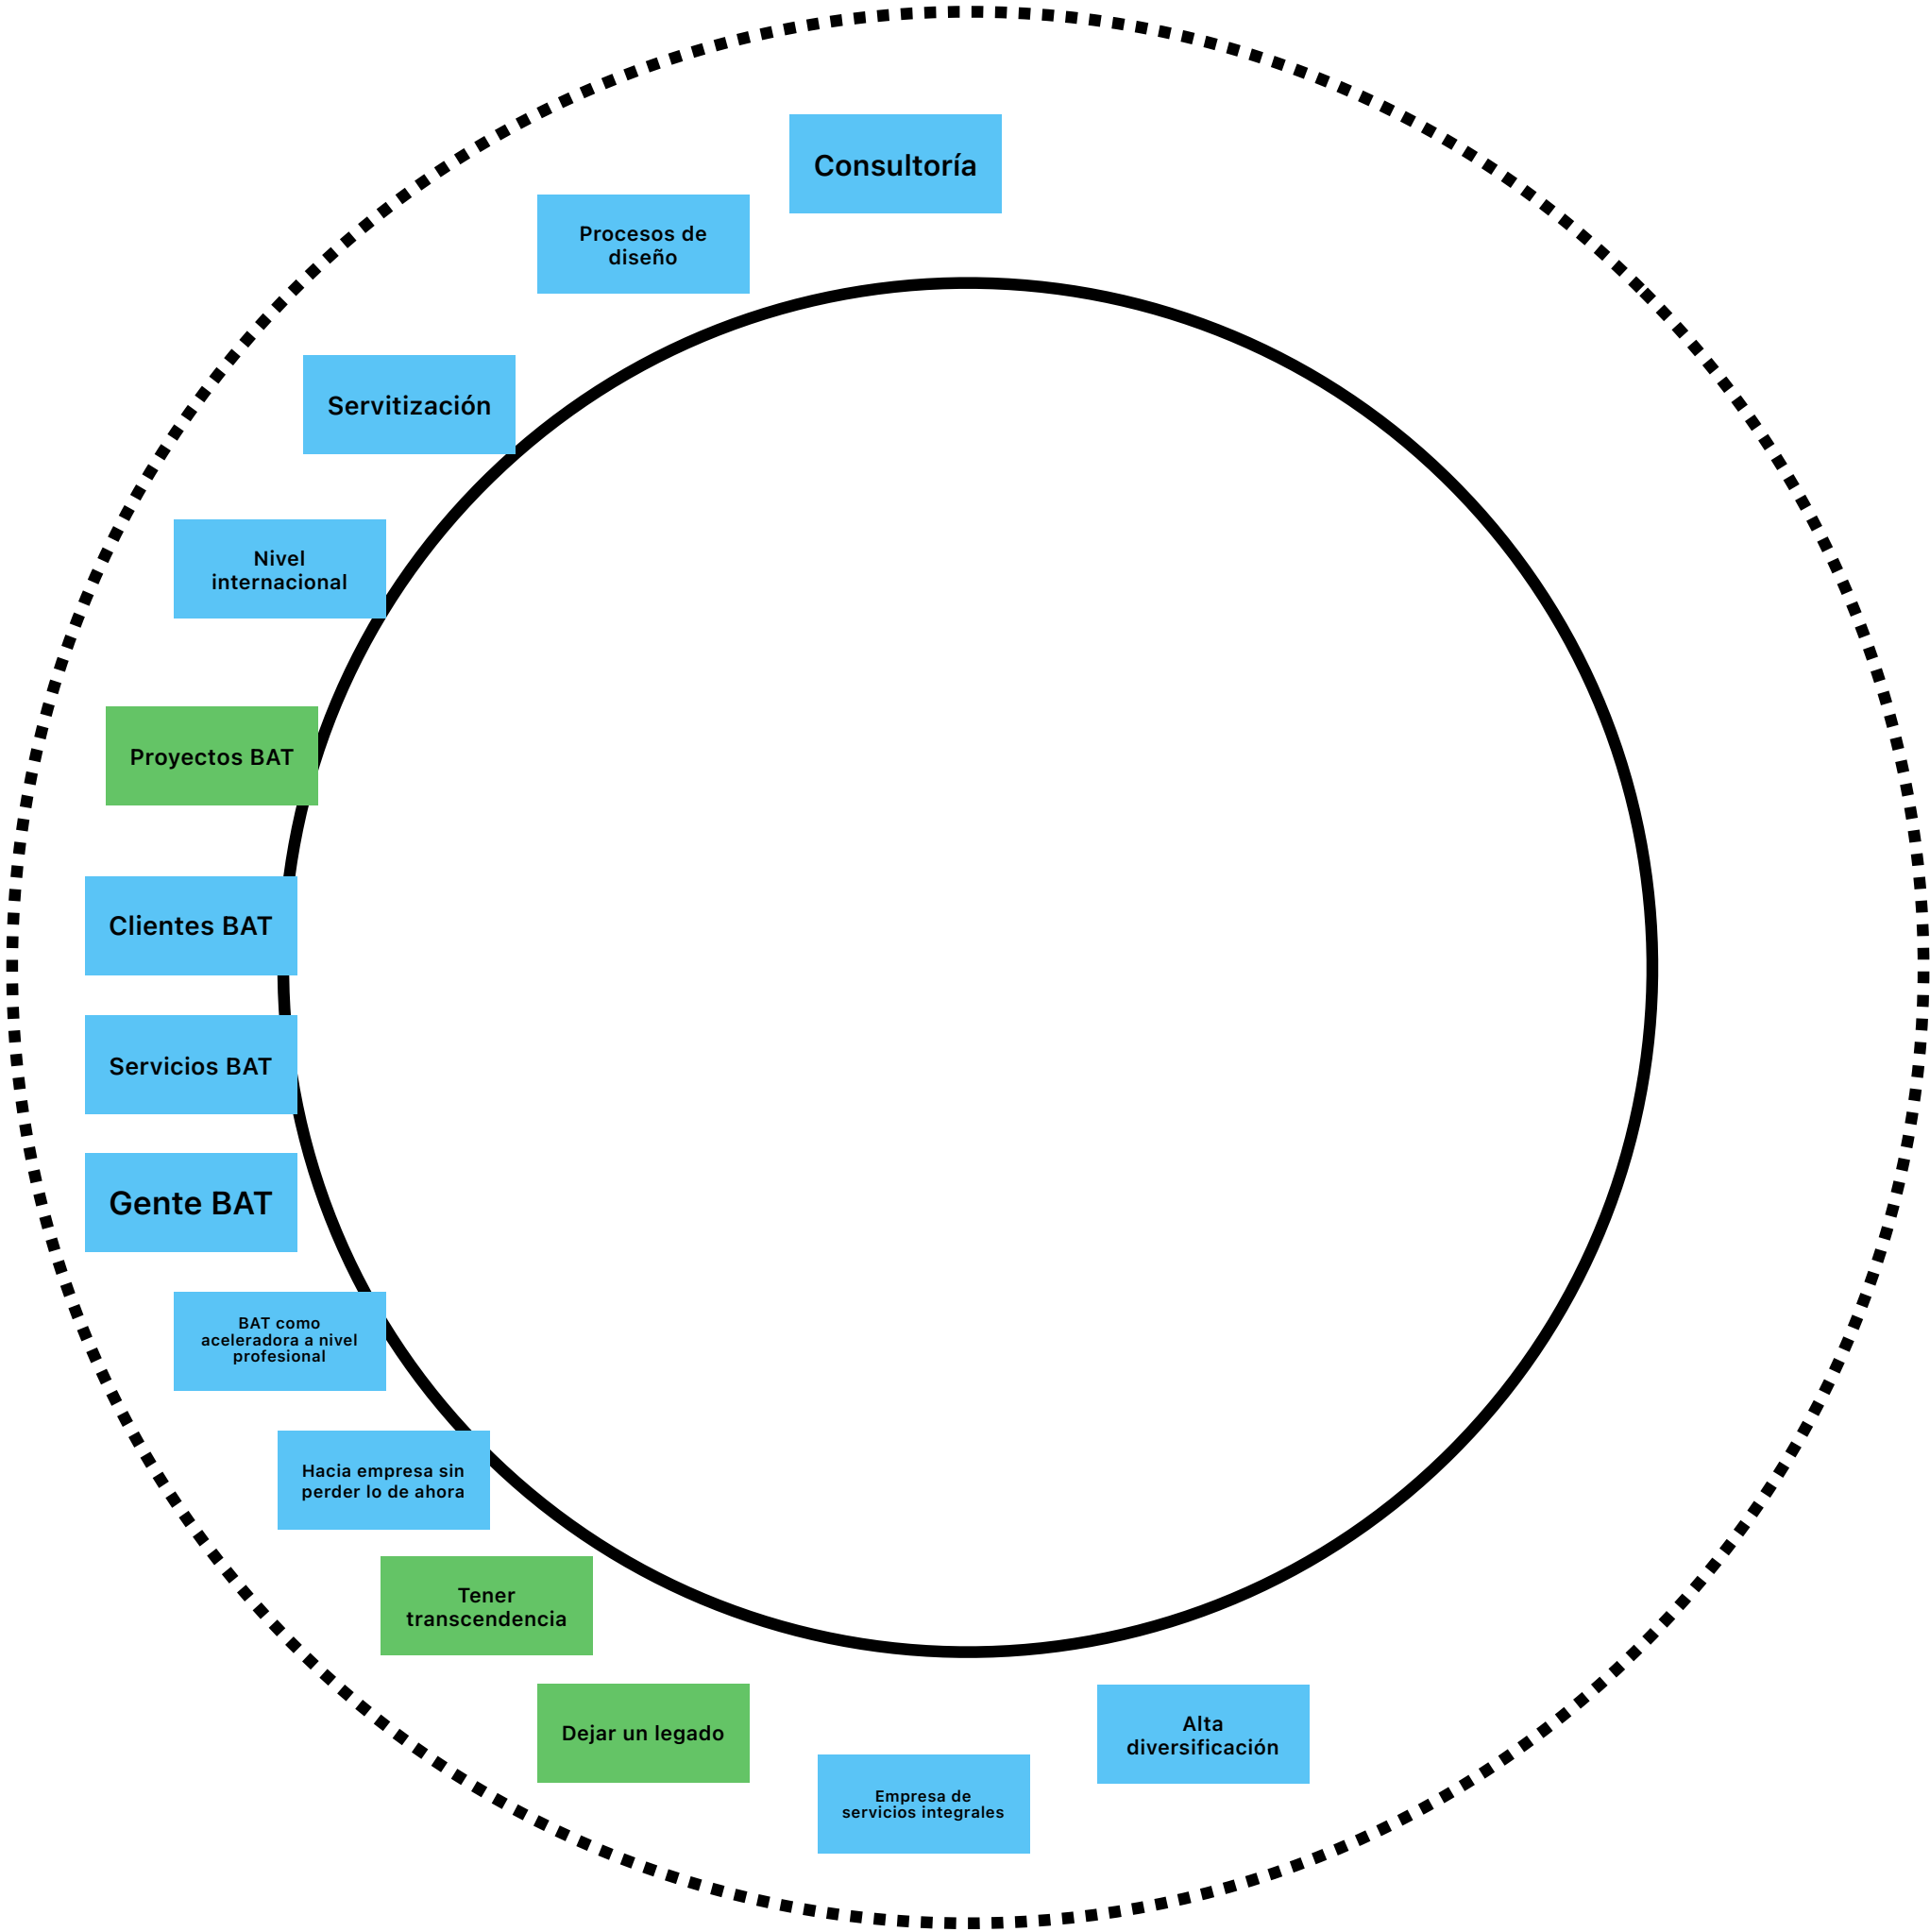 Consultoría
Procesos de
diseño
Servitización
Nivel
internacional
Proyectos BAT
Clientes BAT
Servicios BAT
Gente BAT
BAT como
aceleradora a nivel
profesional
Hacia empresa sin
perder lo de ahora
Tener
transcendencia
Dejar un legado
Alta
diversificación
Empresa de
servicios integrales